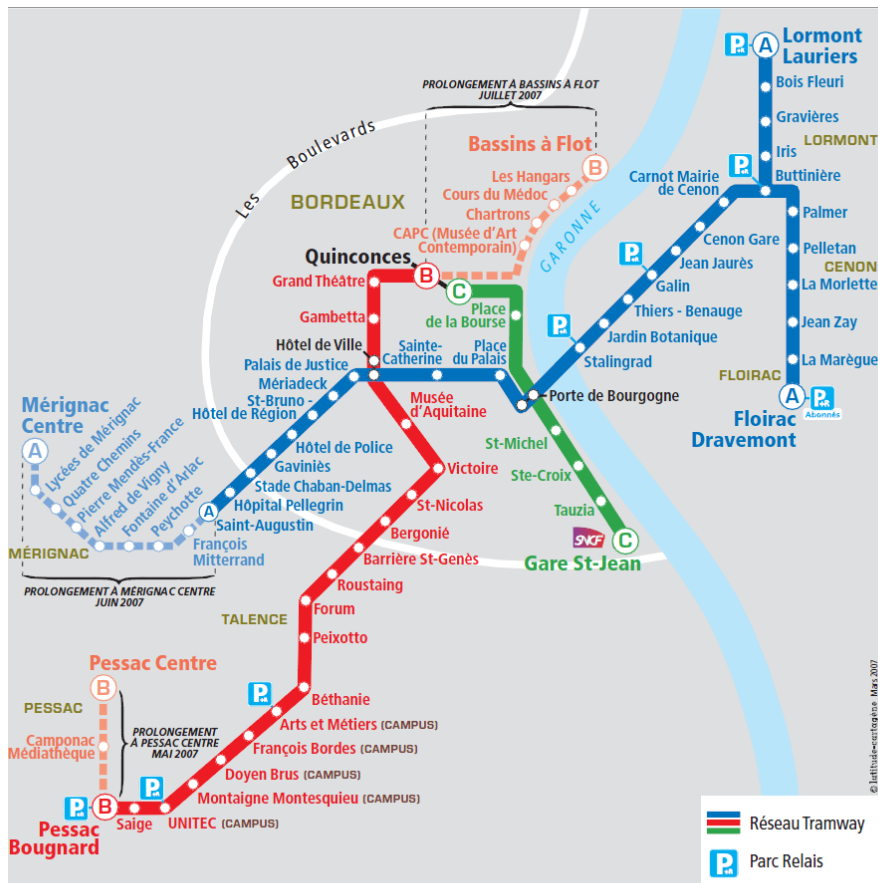 Lormont
Lauriers
A
Bois Fleuri
Gravières
LORMONT
Iris
Buttinière
Carnot Mairie
de Cenon
Palmer
Cenon Gare
Pelletan
CENON
Jean Jaurès
La Morlette
Galin
Thiers - Benauge
Jean Zay
Jardin Botanique
Stalingrad
La Marègue
FLOIRAC
A
Abonnés
Floirac
Dravemont
PROLONGEMENT À BASSINS À FLOT
JUILLET 2007
Les Boulevards
Bassins à Flot
B
Les Hangars
Cours du Médoc
Chartrons
CAPC (Musée d'Art
Contemporain)
GARONNE
BORDEAUX
Quinconces
B
C
Grand Théâtre
Place
de la Bourse
Gambetta
Hôtel de Ville
Sainte-
Catherine
Place
du Palais
Palais de Justice
Mériadeck
St-Bruno -
Hôtel de Région
Porte de Bourgogne
Musée
d'Aquitaine
Hôtel de Police
Gaviniès
Stade Chaban-Delmas
Hôpital Pellegrin
Saint-Augustin
A
St-Michel
Ste-Croix
Tauzia
SNCF
C
Gare St-Jean
Mérignac
Centre
A
Lycées de Mérignac
Quatre Chemins
Pierre Mendès-France
Alfred de Vigny
Fontaine d'Arlac
Peychotte
François
Mitterrand
MÉRIGNAC
PROLONGEMENT À MÉRIGNAC CENTRE
JUIN 2007
Victoire
St-Nicolas
Bergonié
Barrière St-Genès
Roustaing
Forum
TALENCE
Peixotto
Béthanie
Arts et Métiers (CAMPUS)
François Bordes (CAMPUS)
Doyen Brus (CAMPUS)
Montaigne Montesquieu (CAMPUS)
UNITEC (CAMPUS)
Saige
Pessac Centre
B
PESSAC
Camponac
Médiathèque
PROLONGEMENT
À PESSAC CENTRE
MAI 2007
B
Pessac
Bougnard
© latitude-cartagène Mars 2007
Réseau Tramway
Parc Relais